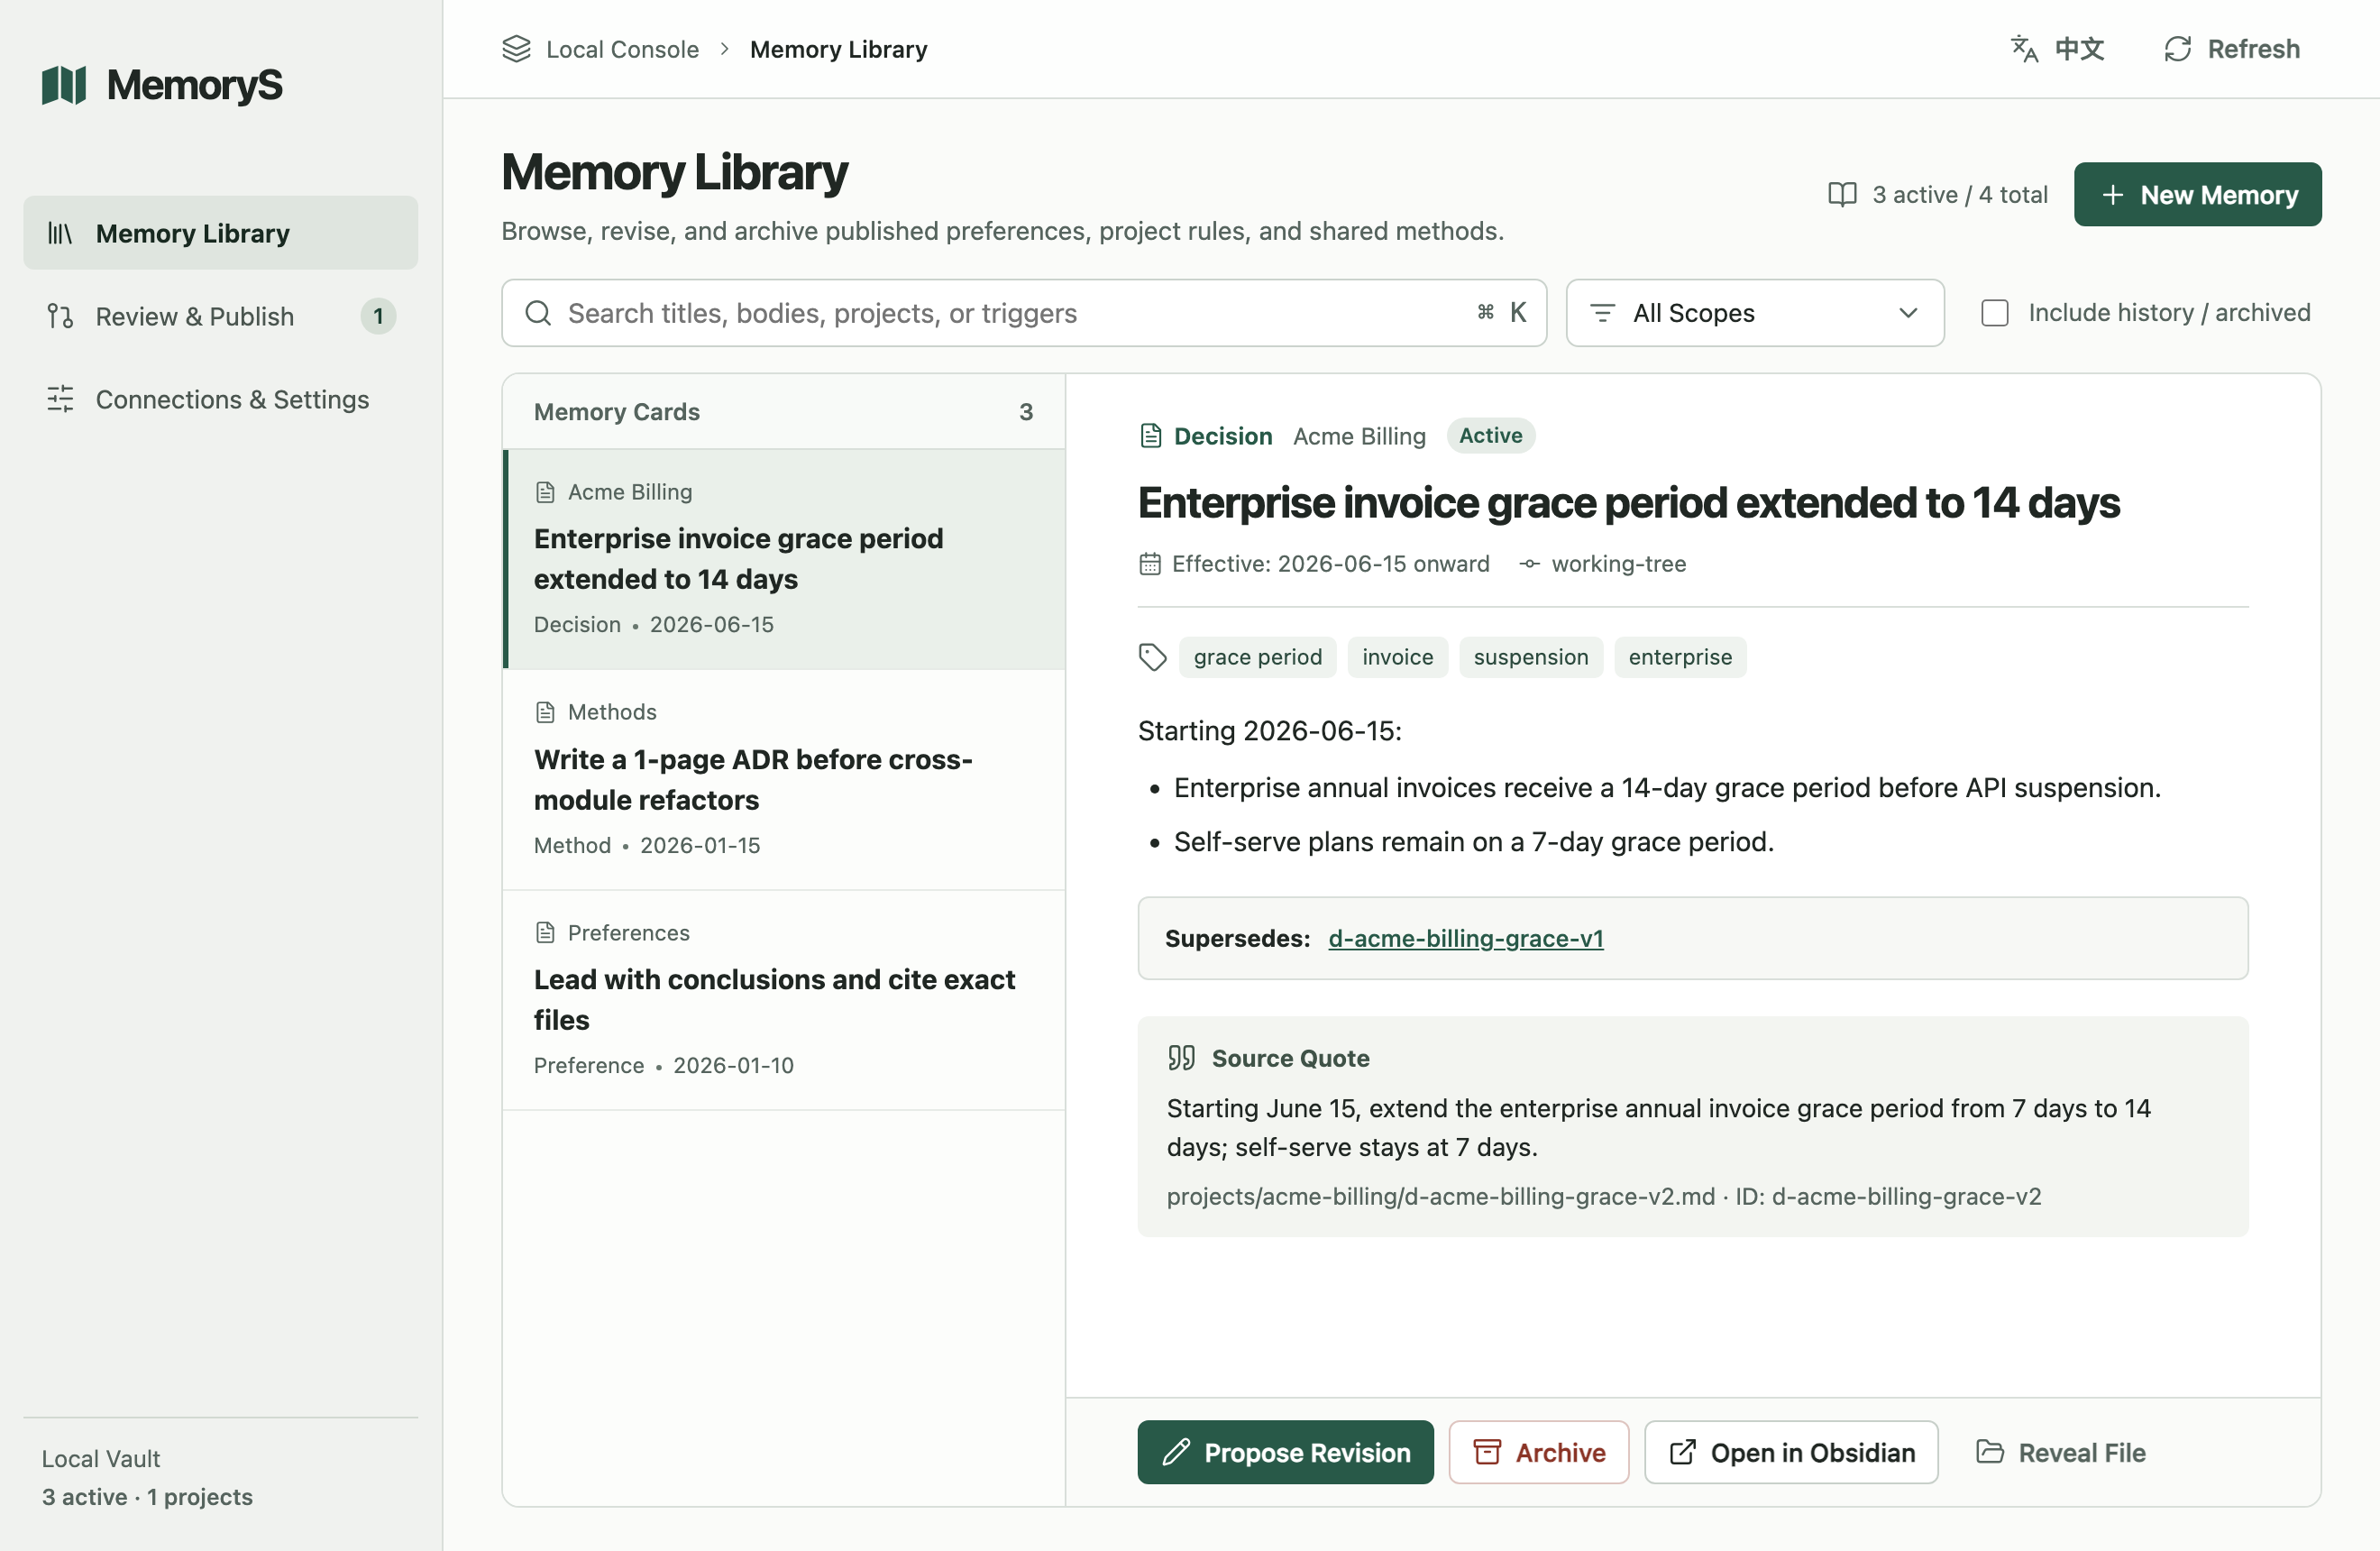 MemoryS
Memory Library
Review & Publish 1
Connections & Settings
Local Vault
3 active · 1 projects
Local Console > Memory Library
中文
Refresh
Memory Library
Browse, revise, and archive published preferences, project rules, and shared methods.
3 active / 4 total
+ New Memory
Search titles, bodies, projects, or triggers ⌘ K
All Scopes
Include history / archived
Memory Cards 3
Acme Billing
Enterprise invoice grace period
extended to 14 days
Decision • 2026-06-15
Methods
Write a 1-page ADR before cross-
module refactors
Method • 2026-01-15
Preferences
Lead with conclusions and cite exact
files
Preference • 2026-01-10
Decision Acme Billing Active
Enterprise invoice grace period extended to 14 days
Effective: 2026-06-15 onward working-tree
grace period invoice suspension enterprise
Starting 2026-06-15:
• Enterprise annual invoices receive a 14-day grace period before API suspension.
• Self-serve plans remain on a 7-day grace period.
Supersedes: d-acme-billing-grace-v1
Source Quote
Starting June 15, extend the enterprise annual invoice grace period from 7 days to 14
days; self-serve stays at 7 days.
projects/acme-billing/d-acme-billing-grace-v2.md · ID: d-acme-billing-grace-v2
Propose Revision
Archive
Open in Obsidian
Reveal File